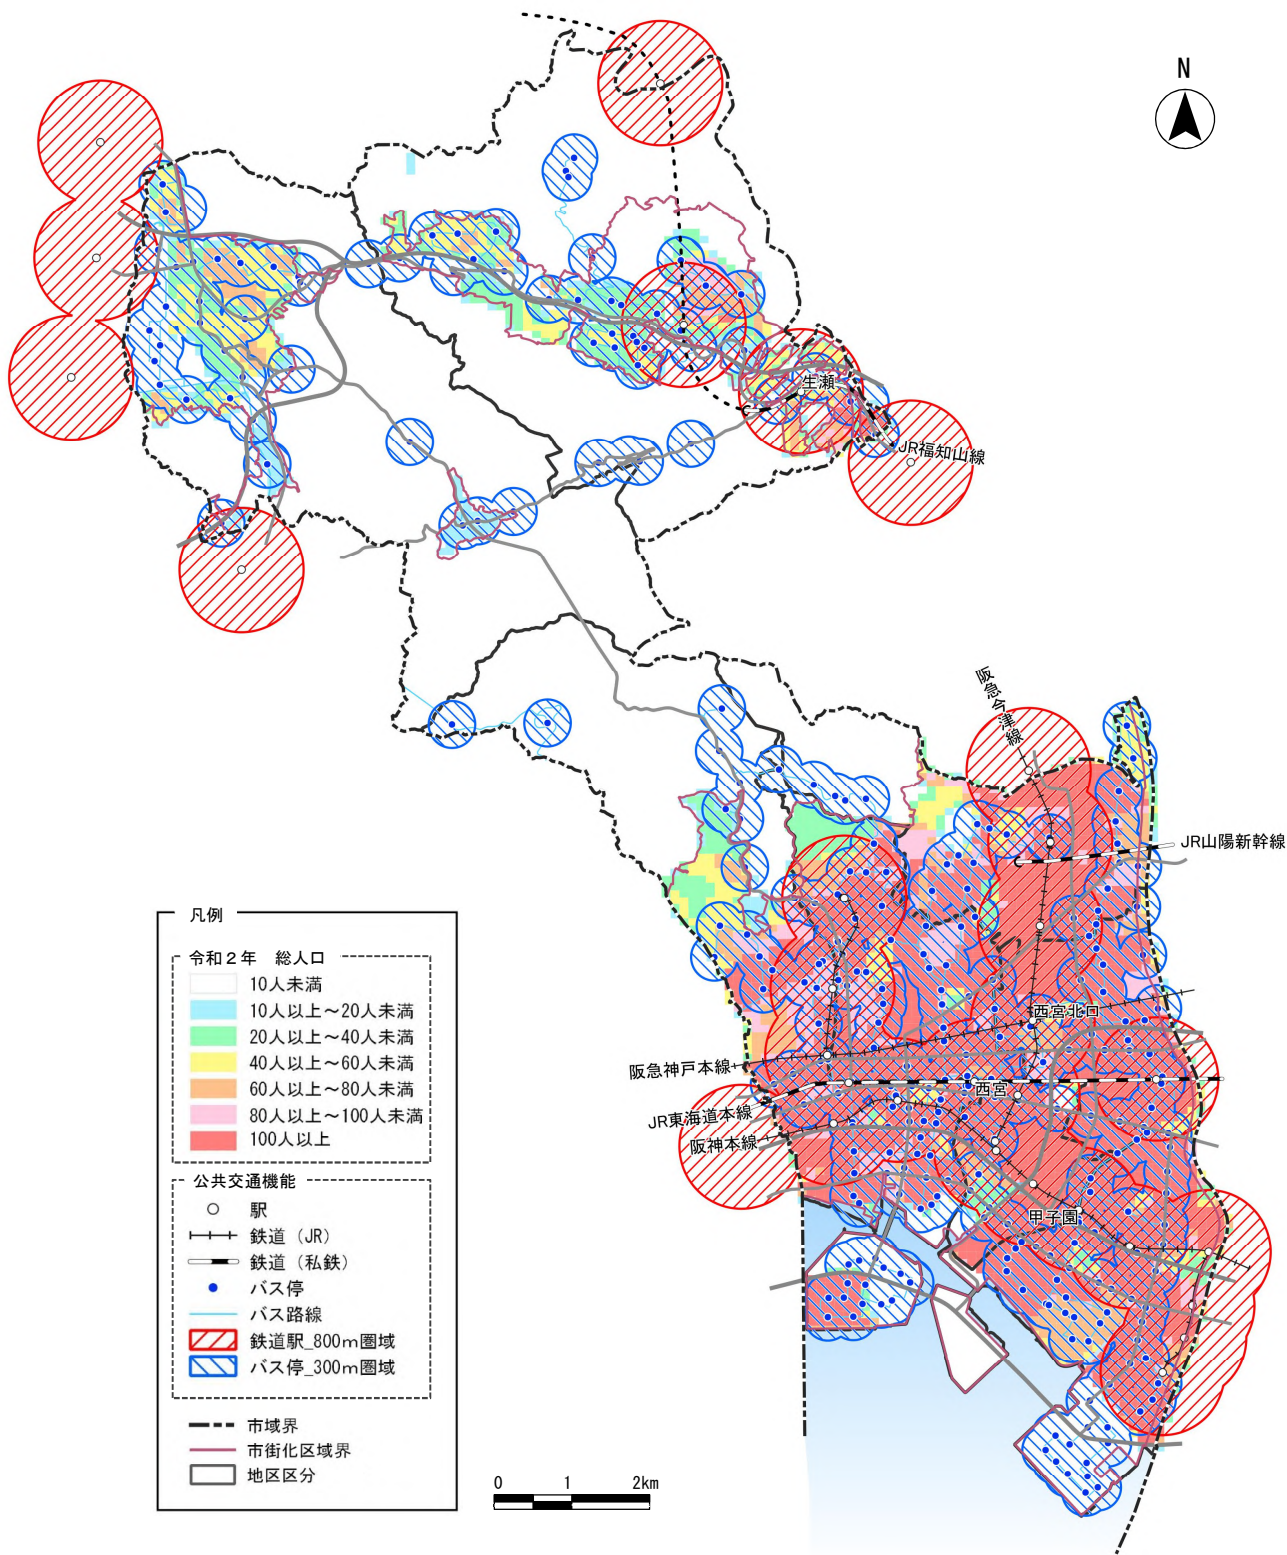 N
生瀬
JR福知山線
阪急今津線
JR山陽新幹線
西宮北口
阪急神戸本線
西宮
JR東海道本線
阪神本線
甲子園
凡例
令和2年 総人口
10人未満
10人以上～20人未満
20人以上～40人未満
40人以上～60人未満
60人以上～80人未満
80人以上～100人未満
100人以上
公共交通機能
駅
鉄道（JR）
鉄道（私鉄）
バス停
バス路線
鉄道駅_800m圏域
バス停_300m圏域
市域界
市街化区域界
地区区分
0 1 2km